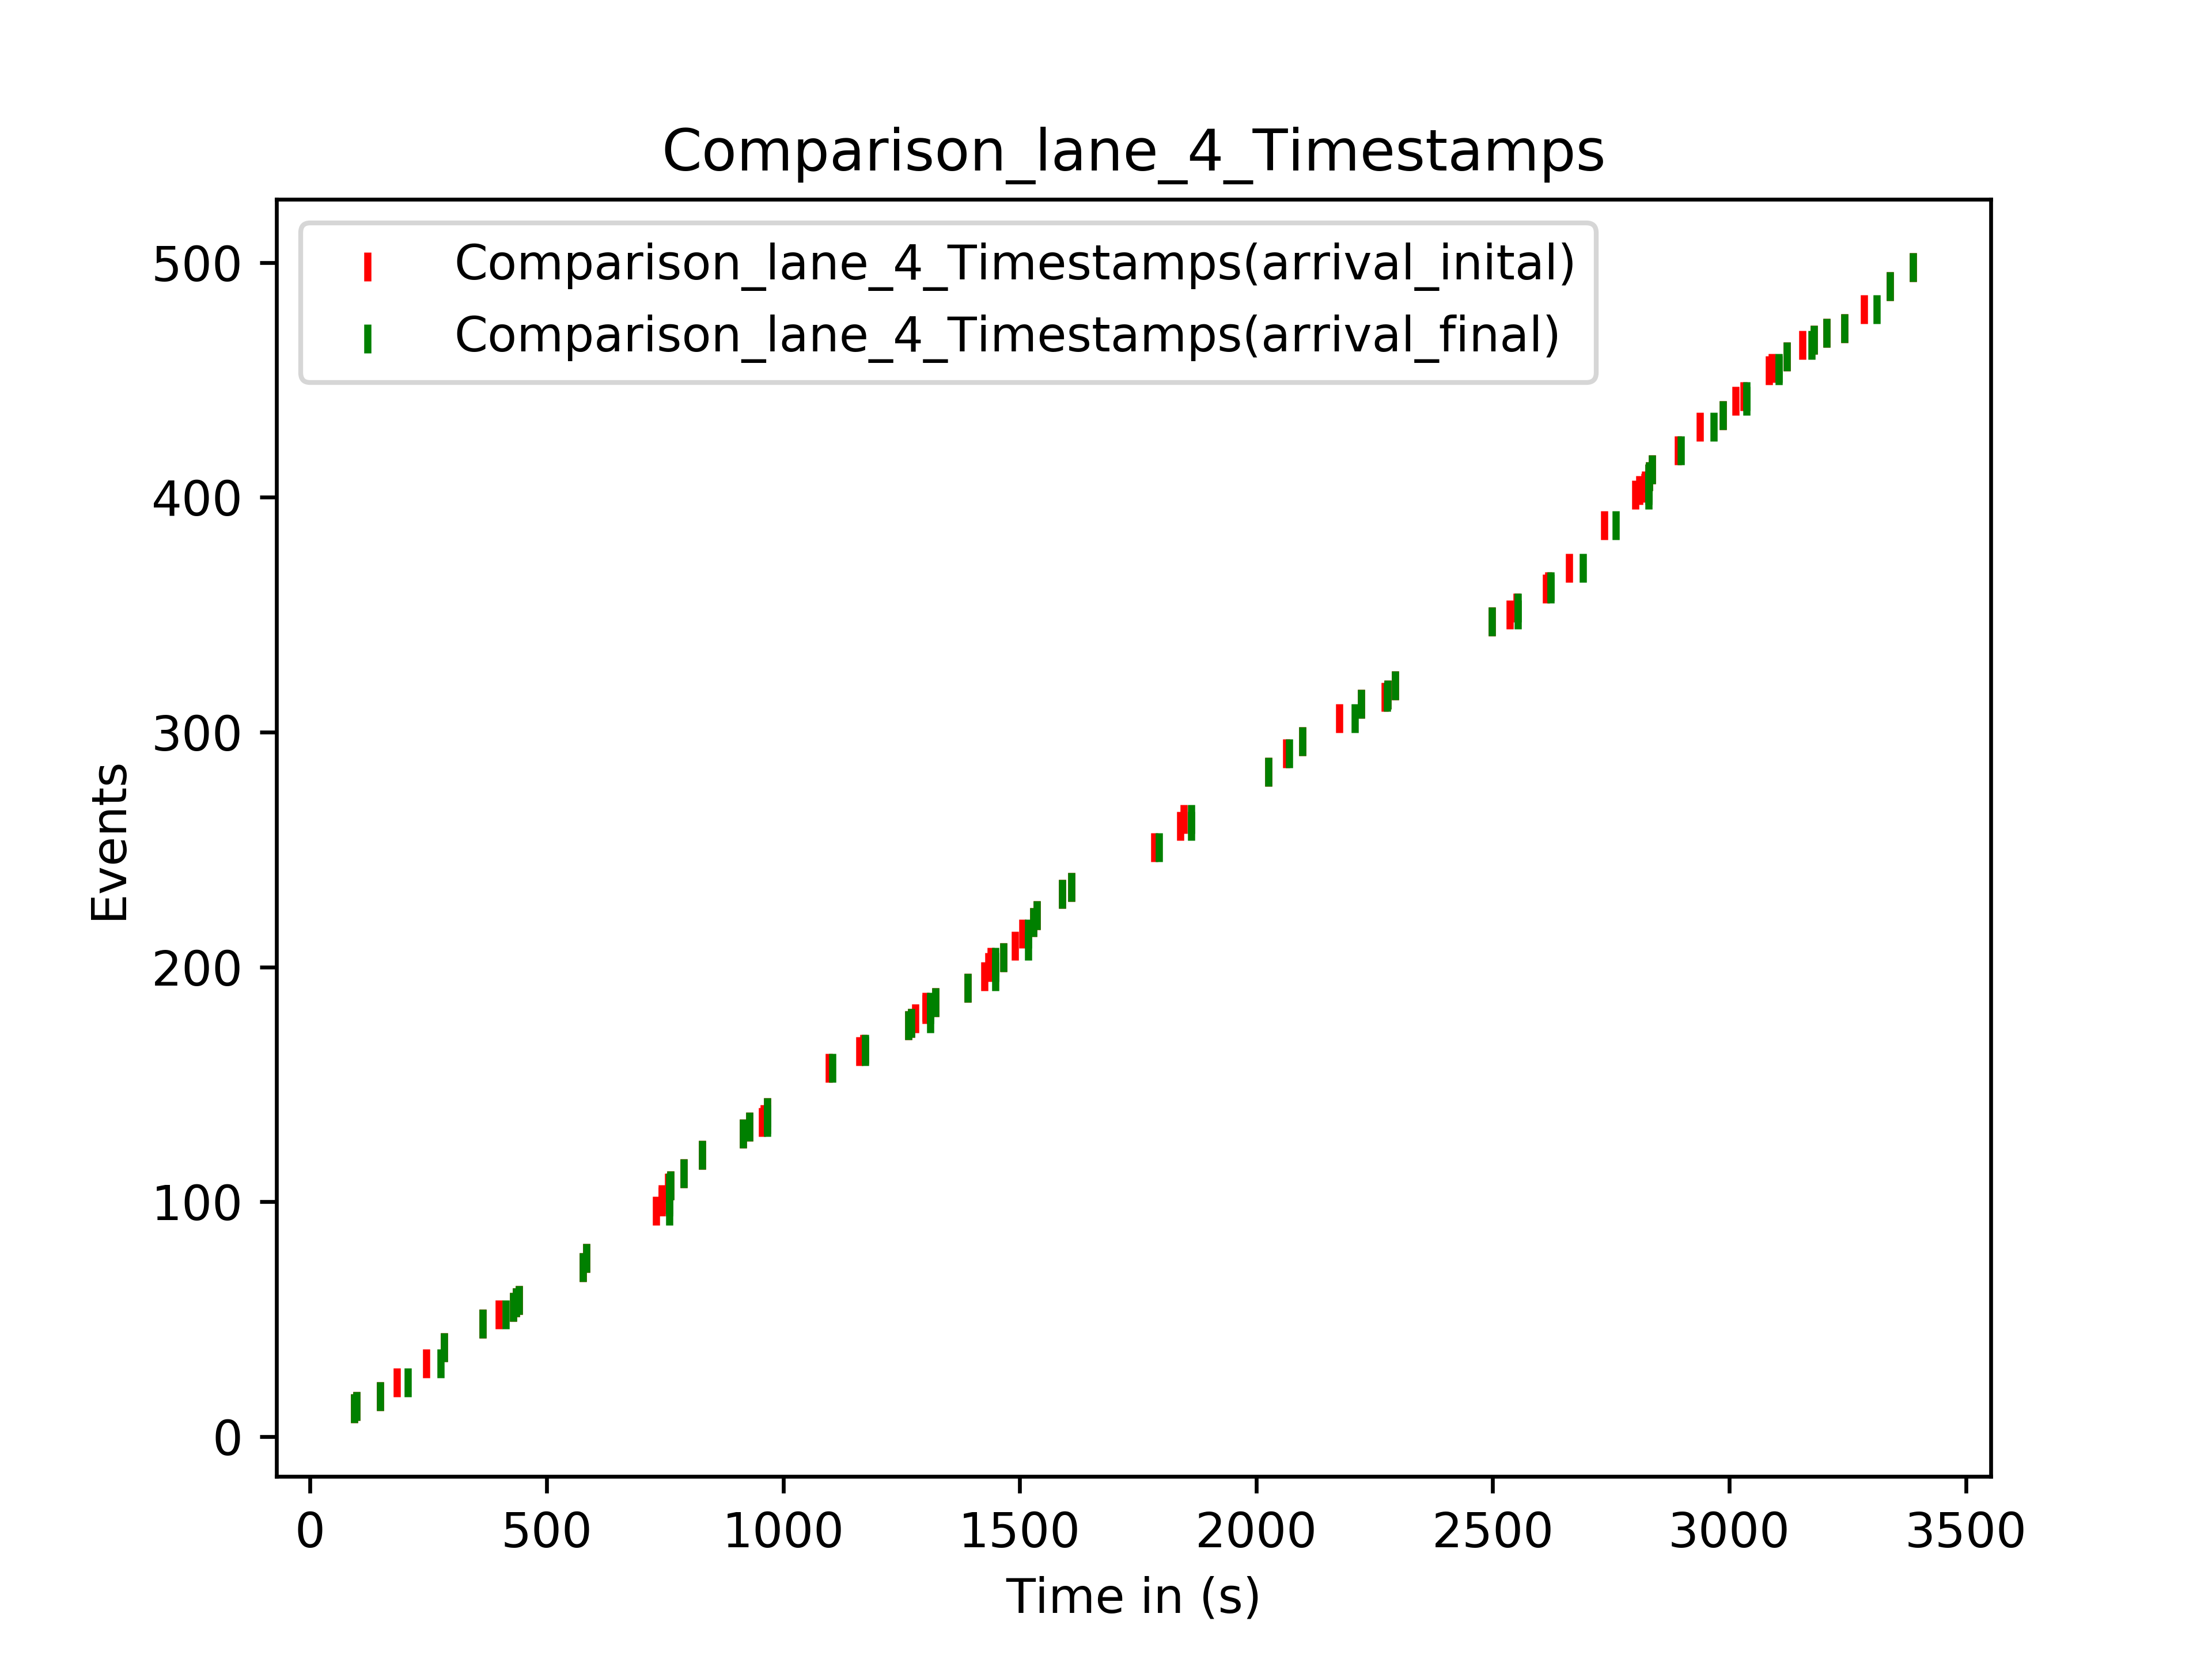 Comparison_lane_4_Timestamps
Comparison_lane_4_Timestamps(arrival_inital)
Comparison_lane_4_Timestamps(arrival_final)
500
400
300
200
100
0
Events
0 500 1000 1500 2000 2500 3000 3500
Time in (s)